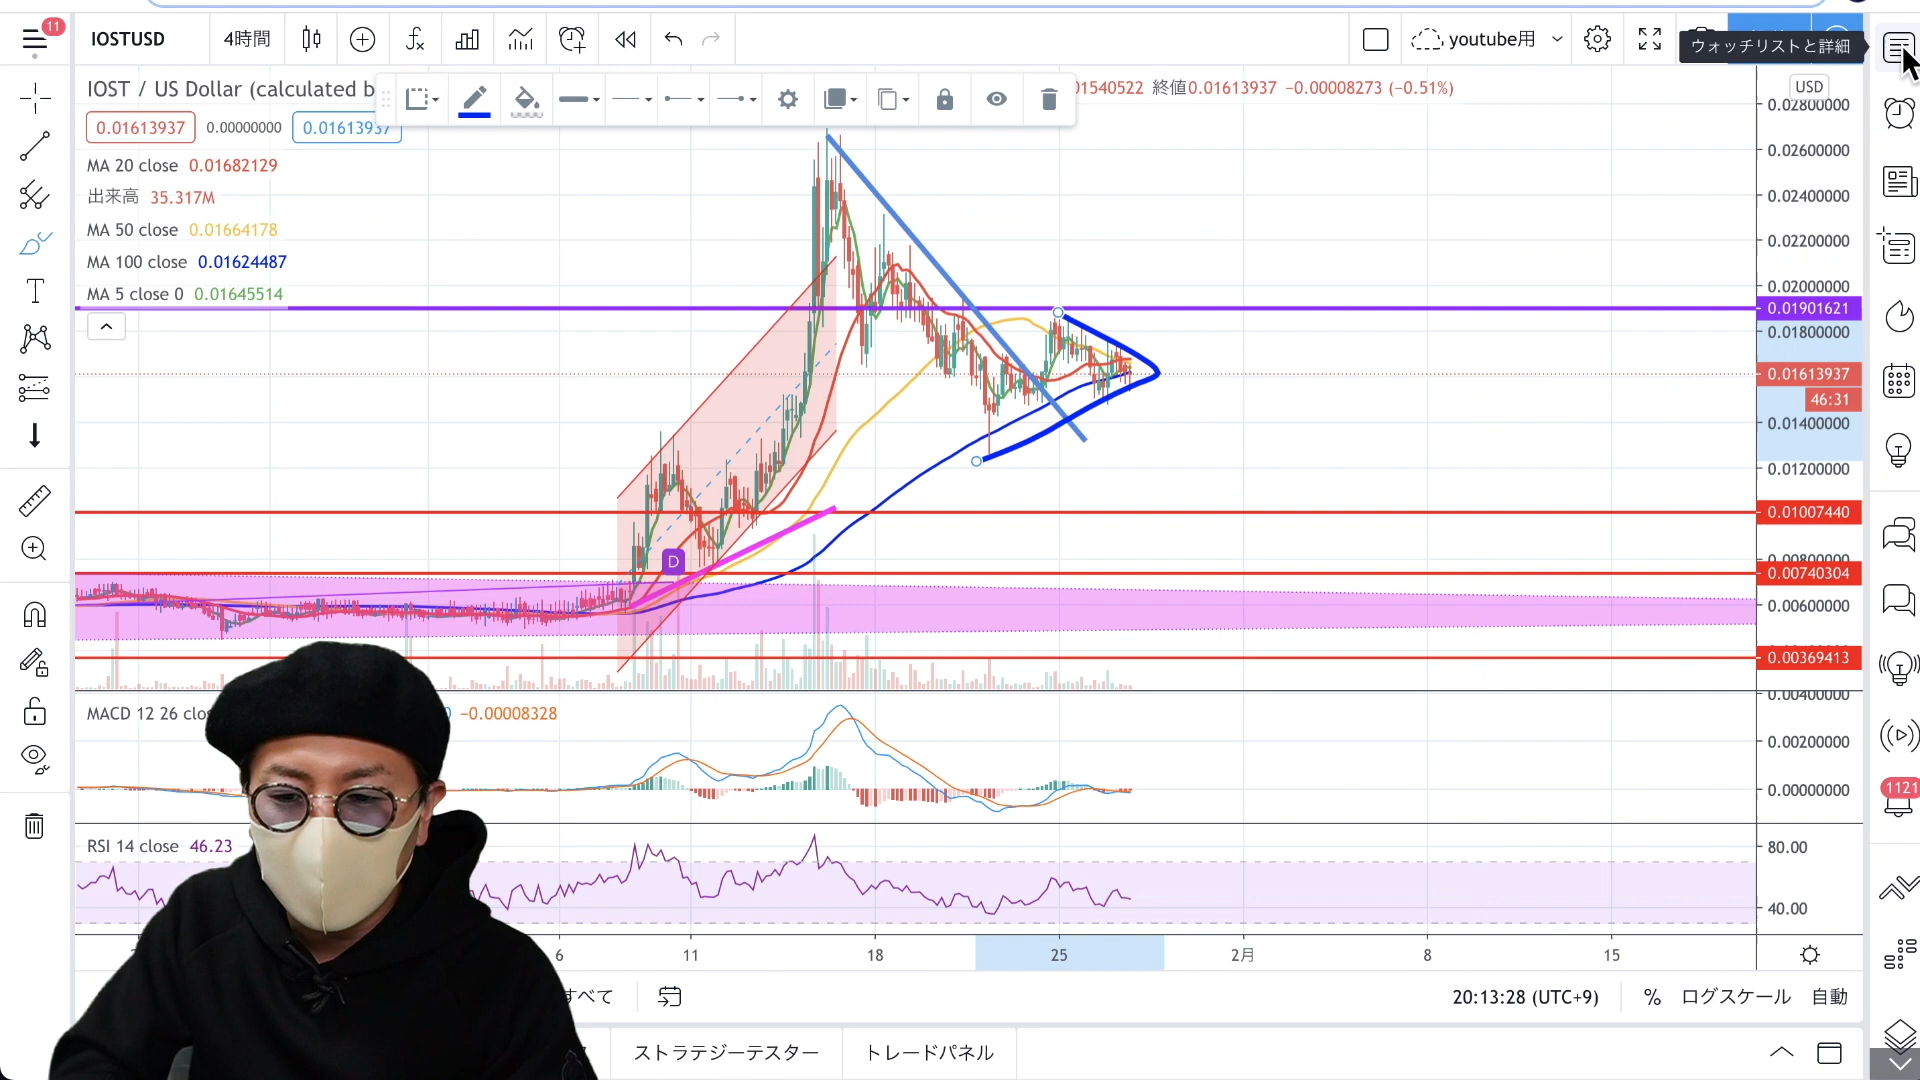 11
IOSTUSD
4時間
youtube用
ウォッチリストと詳細
IOST / US Dollar (calculated b
01540522 終値0.01613937 −0.00008273 (−0.51%)
USD
0.01613937
0.00000000
0.01613937
MA 20 close 0.01682129
出来高 35.317M
MA 50 close 0.01664178
MA 100 close 0.01624487
MA 5 close 0 0.01645514
0.02800000
0.02600000
0.02400000
0.02200000
0.02000000
0.01901621
0.01800000
0.01613937
46:31
0.01400000
0.01200000
0.01007440
0.00800000
0.00740304
0.00600000
0.00369413
D
MACD 12 26 clos
−0.00008328
0.00400000
0.00200000
0.00000000
1121
RSI 14 close 46.23
80.00
40.00
6
11
18
25
2月
8
15
すべて
20:13:28 (UTC+9)
%
ログスケール
自動
ストラテジーテスター
トレードパネル